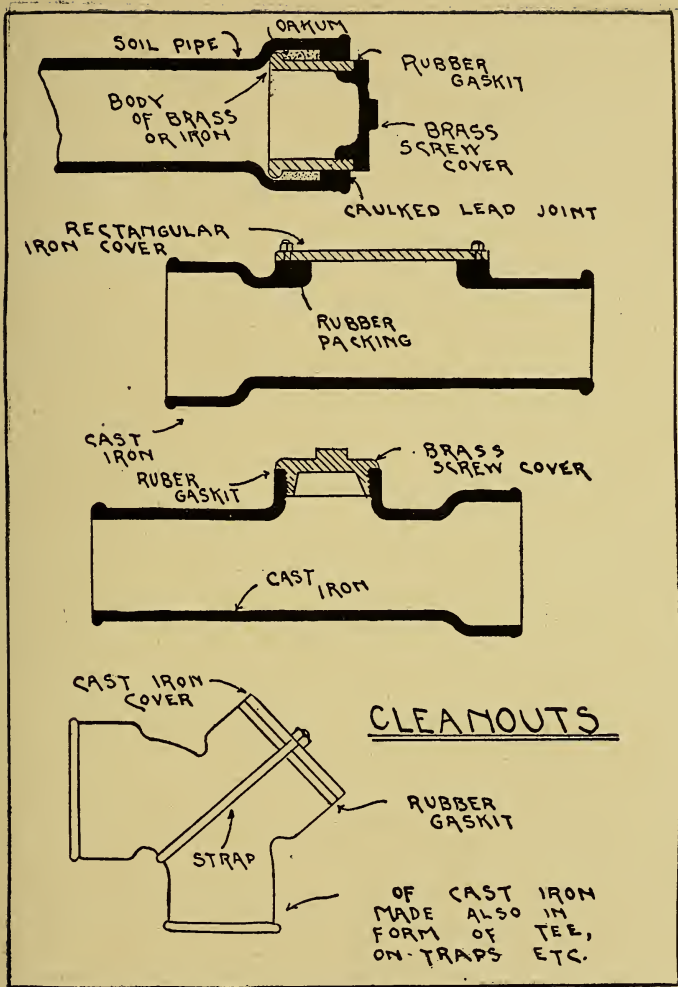 OAKUM
SOIL PIPE
RUBBER
GASKIT
BODY
OF BRASS
OR IRON
BRASS
SCREW
COVER
CAULKED LEAD JOINT
RECTANGULAR
IRON COVER
RUBBER
PACKING
CAST
IRON
BRASS
SCREW COVER
RUBER
GASKIT
CAST
IRON
CAST IRON
COVER
CLEANOUTS
RUBBER
GASKIT
STRAP
OF CAST IRON
MADE ALSO IN
FORM OF TEE,
ON-TRAPS ETC.